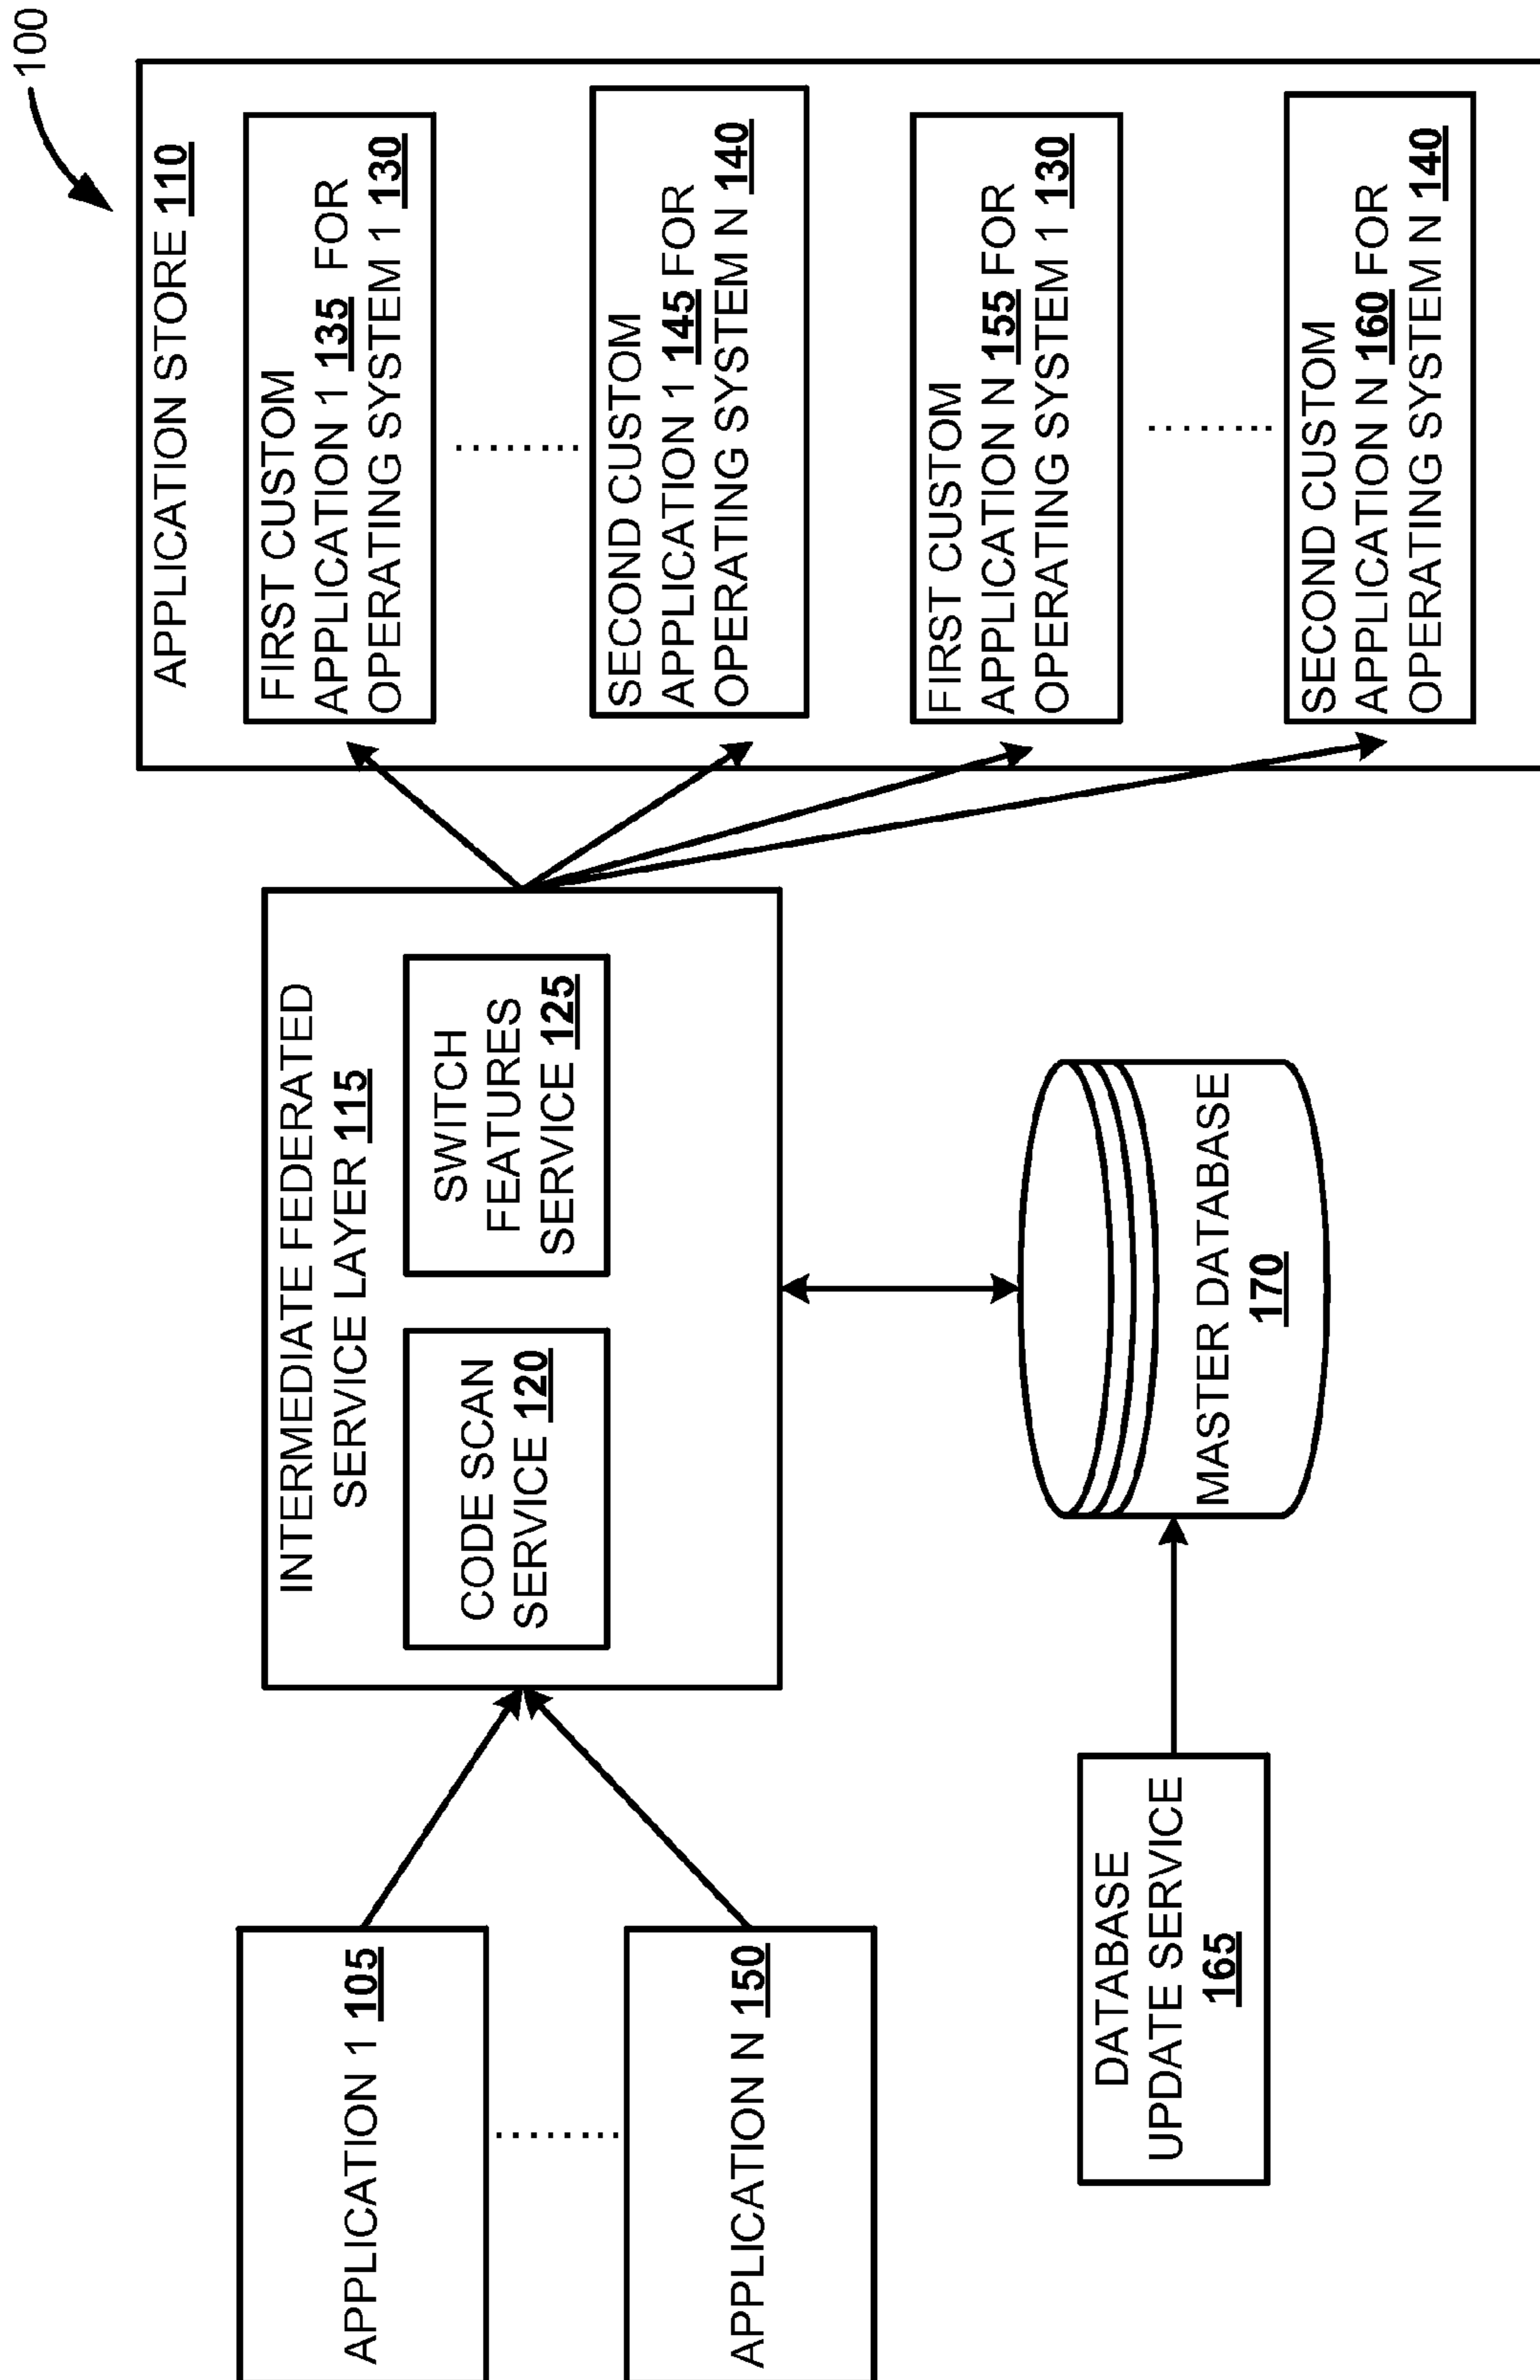 100
APPLICATION 1 105
APPLICATION N 150
DATABASE
UPDATE SERVICE
165
INTERMEDIATE FEDERATED
SERVICE LAYER 115
CODE SCAN
SERVICE 120
SWITCH
FEATURES
SERVICE 125
MASTER DATABASE
170
APPLICATION STORE 110
FIRST CUSTOM
APPLICATION 1 135 FOR
OPERATING SYSTEM 1 130
SECOND CUSTOM
APPLICATION 1 145 FOR
OPERATING SYSTEM N 140
FIRST CUSTOM
APPLICATION N 155 FOR
OPERATING SYSTEM 1 130
SECOND CUSTOM
APPLICATION N 160 FOR
OPERATING SYSTEM N 140